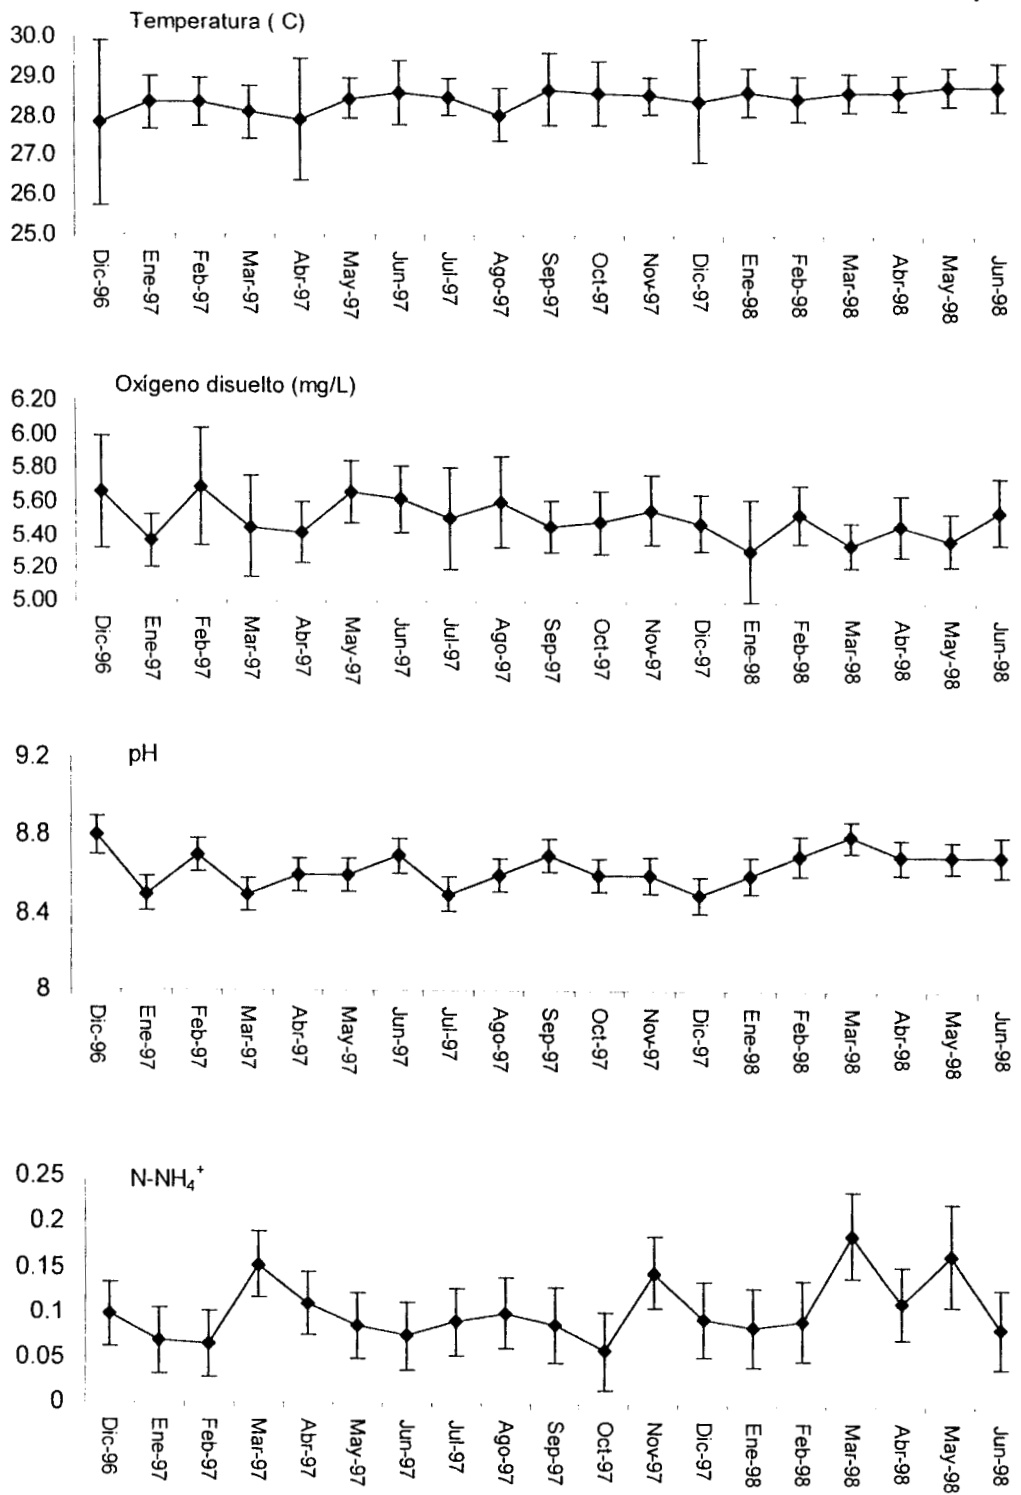 Temperatura ( C)
30.0
29.0
28.0
27.0
26.0
25.0
Dic-96 Ene-97 Feb-97 Mar-97 Abr-97 May-97 Jun-97 Jul-97 Ago-97 Sep-97 Oct-97 Nov-97 Dic-97 Ene-98 Feb-98 Mar-98 Abr-98 May-98 Jun-98
Oxígeno disuelto (mg/L)
6.20
6.00
5.80
5.60
5.40
5.20
5.00
Dic-96 Ene-97 Feb-97 Mar-97 Abr-97 May-97 Jun-97 Jul-97 Ago-97 Sep-97 Oct-97 Nov-97 Dic-97 Ene-98 Feb-98 Mar-98 Abr-98 May-98 Jun-98
pH
9.2
8.8
8.4
8
Dic-96 Ene-97 Feb-97 Mar-97 Abr-97 May-97 Jun-97 Jul-97 Ago-97 Sep-97 Oct-97 Nov-97 Dic-97 Ene-98 Feb-98 Mar-98 Abr-98 May-98 Jun-98
N-NH₄⁺
0.25
0.2
0.15
0.1
0.05
0
Dic-96 Ene-97 Feb-97 Mar-97 Abr-97 May-97 Jun-97 Jul-97 Ago-97 Sep-97 Oct-97 Nov-97 Dic-97 Ene-98 Feb-98 Mar-98 Abr-98 May-98 Jun-98